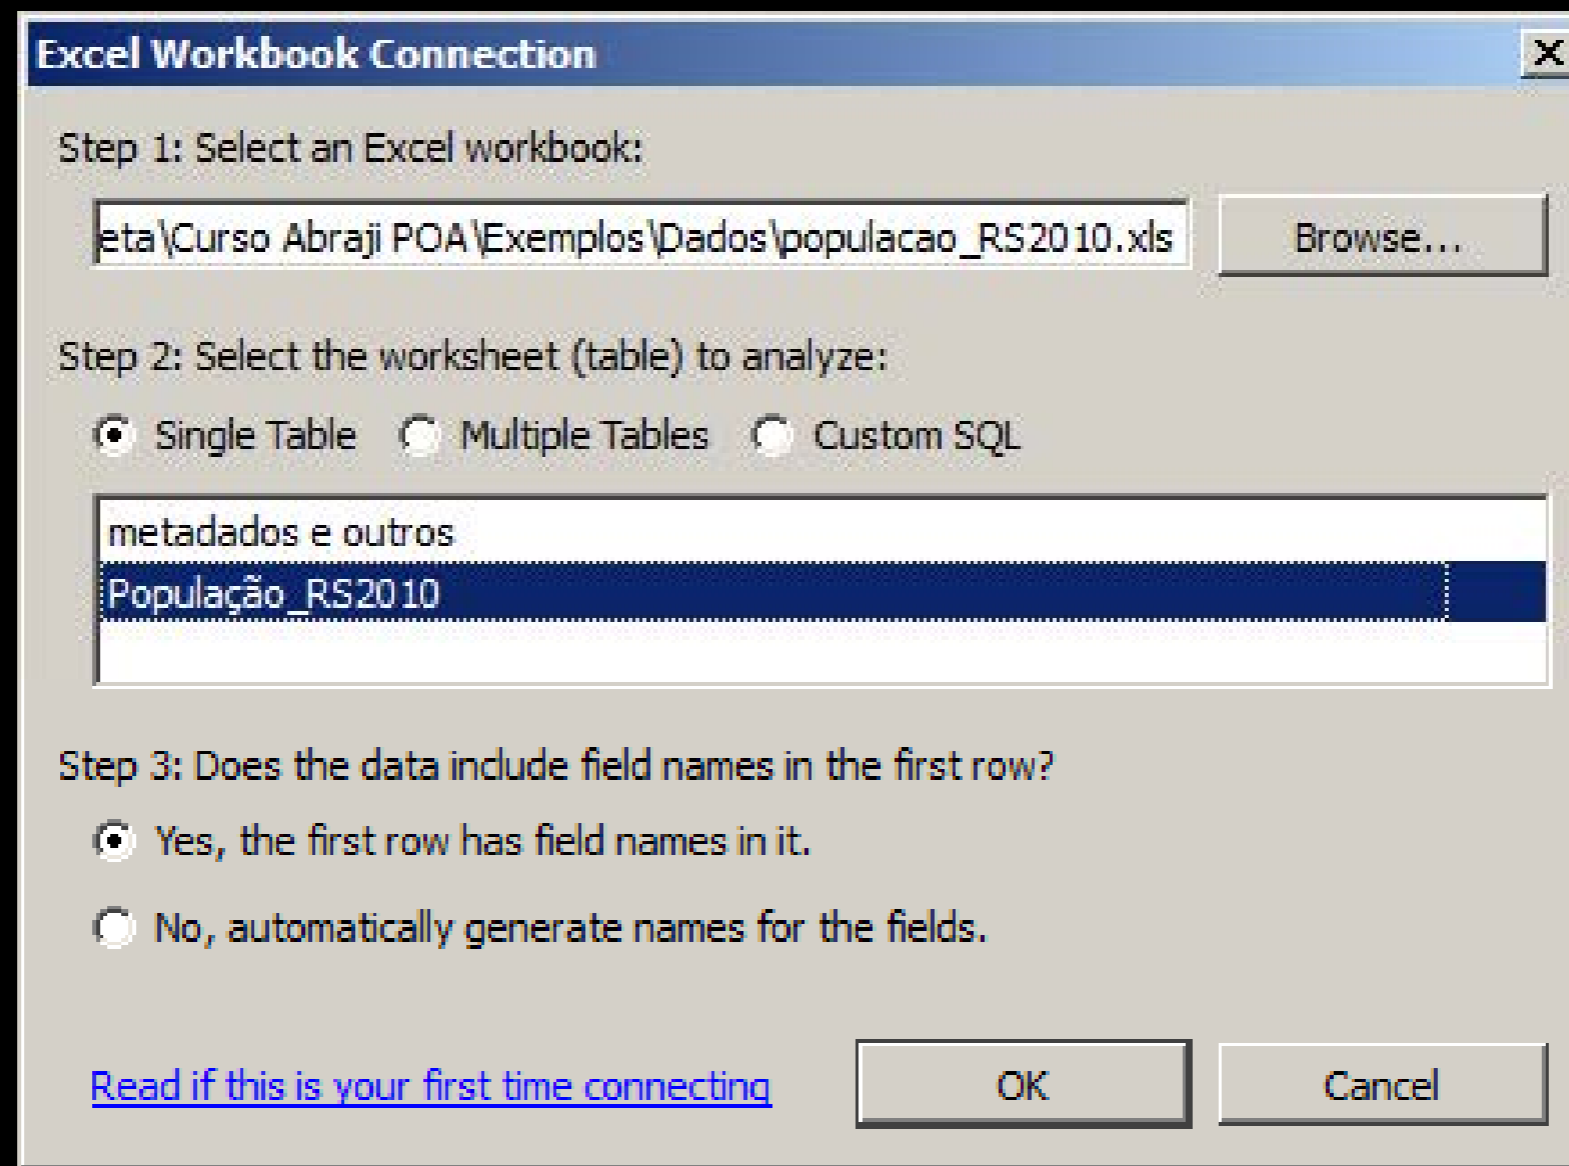 Excel Workbook Connection
Step 1: Select an Excel workbook:
eta\Curso Abraji POA\Exemplos\Dados\populacao_RS2010.xls Browse...
Step 2: Select the worksheet (table) to analyze:
Single Table Multiple Tables Custom SQL
metadados e outros
População_RS2010
Step 3: Does the data include field names in the first row?
Yes, the first row has field names in it.
No, automatically generate names for the fields.
Read if this is your first time connecting OK Cancel